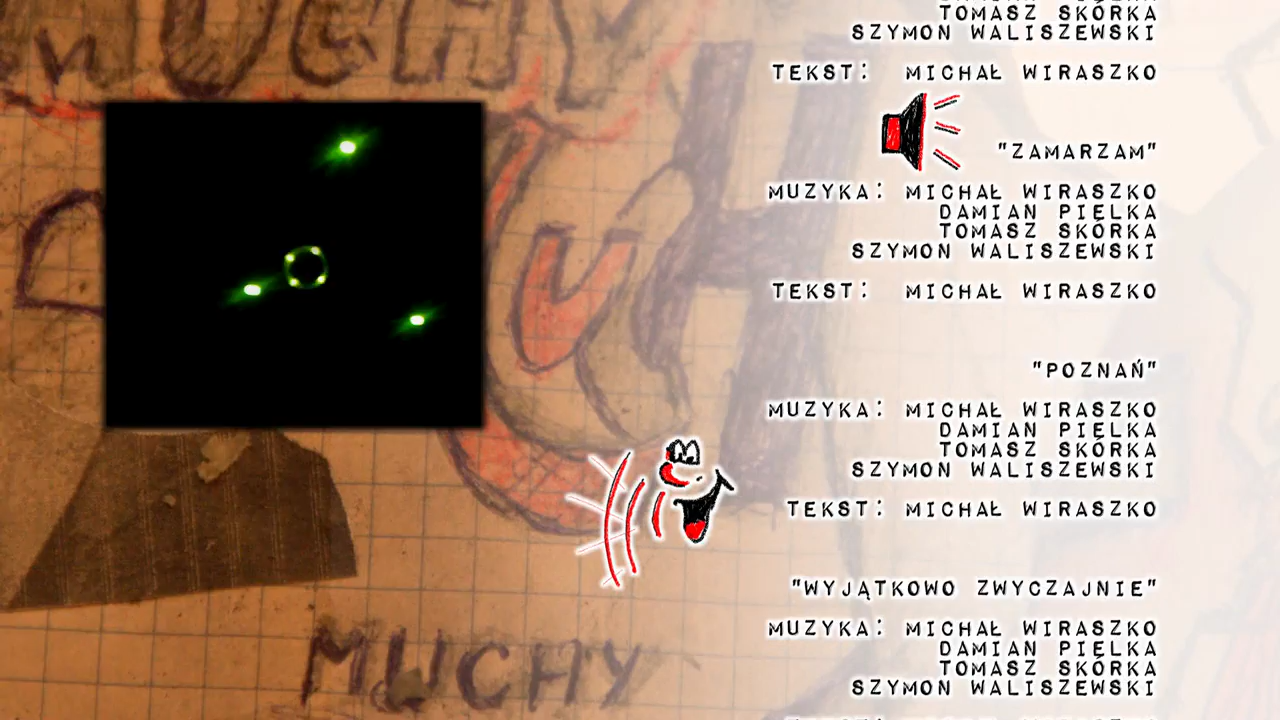 MUCHY
TOMASZ SKÓRKA
SZYMON WALISZEWSKI
TEKST: MICHAŁ WIRASZKO
"ZAMARZAM"
MUZYKA: MICHAŁ WIRASZKO
DAMIAN PIELKA
TOMASZ SKÓRKA
SZYMON WALISZEWSKI
TEKST: MICHAŁ WIRASZKO
"POZNAŃ"
MUZYKA: MICHAŁ WIRASZKO
DAMIAN PIELKA
TOMASZ SKÓRKA
SZYMON WALISZEWSKI
TEKST: MICHAŁ WIRASZKO
"WYJĄTKOWO ZWYCZAJNIE"
MUZYKA: MICHAŁ WIRASZKO
DAMIAN PIELKA
TOMASZ SKÓRKA
SZYMON WALISZEWSKI
MUCHY